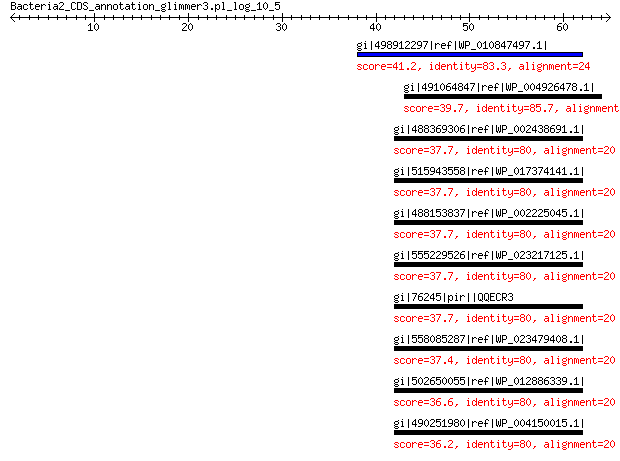 Bacteria2_CDS_annotation_glimmer3.pl_log_10_5
10 20 30 40 50 60
gi|498912297|ref|WP_010847497.1|
score=41.2, identity=83.3, alignment=24
gi|491064847|ref|WP_004926478.1|
score=39.7, identity=85.7, alignment
gi|488369306|ref|WP_002438691.1|
score=37.7, identity=80, alignment=20
gi|515943558|ref|WP_017374141.1|
score=37.7, identity=80, alignment=20
gi|488153837|ref|WP_002225045.1|
score=37.7, identity=80, alignment=20
gi|555229526|ref|WP_023217125.1|
score=37.7, identity=80, alignment=20
gi|76245|pir||QQECR3
score=37.7, identity=80, alignment=20
gi|558085287|ref|WP_023479408.1|
score=37.4, identity=80, alignment=20
gi|502650055|ref|WP_012886339.1|
score=36.6, identity=80, alignment=20
gi|490251980|ref|WP_004150015.1|
score=36.2, identity=80, alignment=20